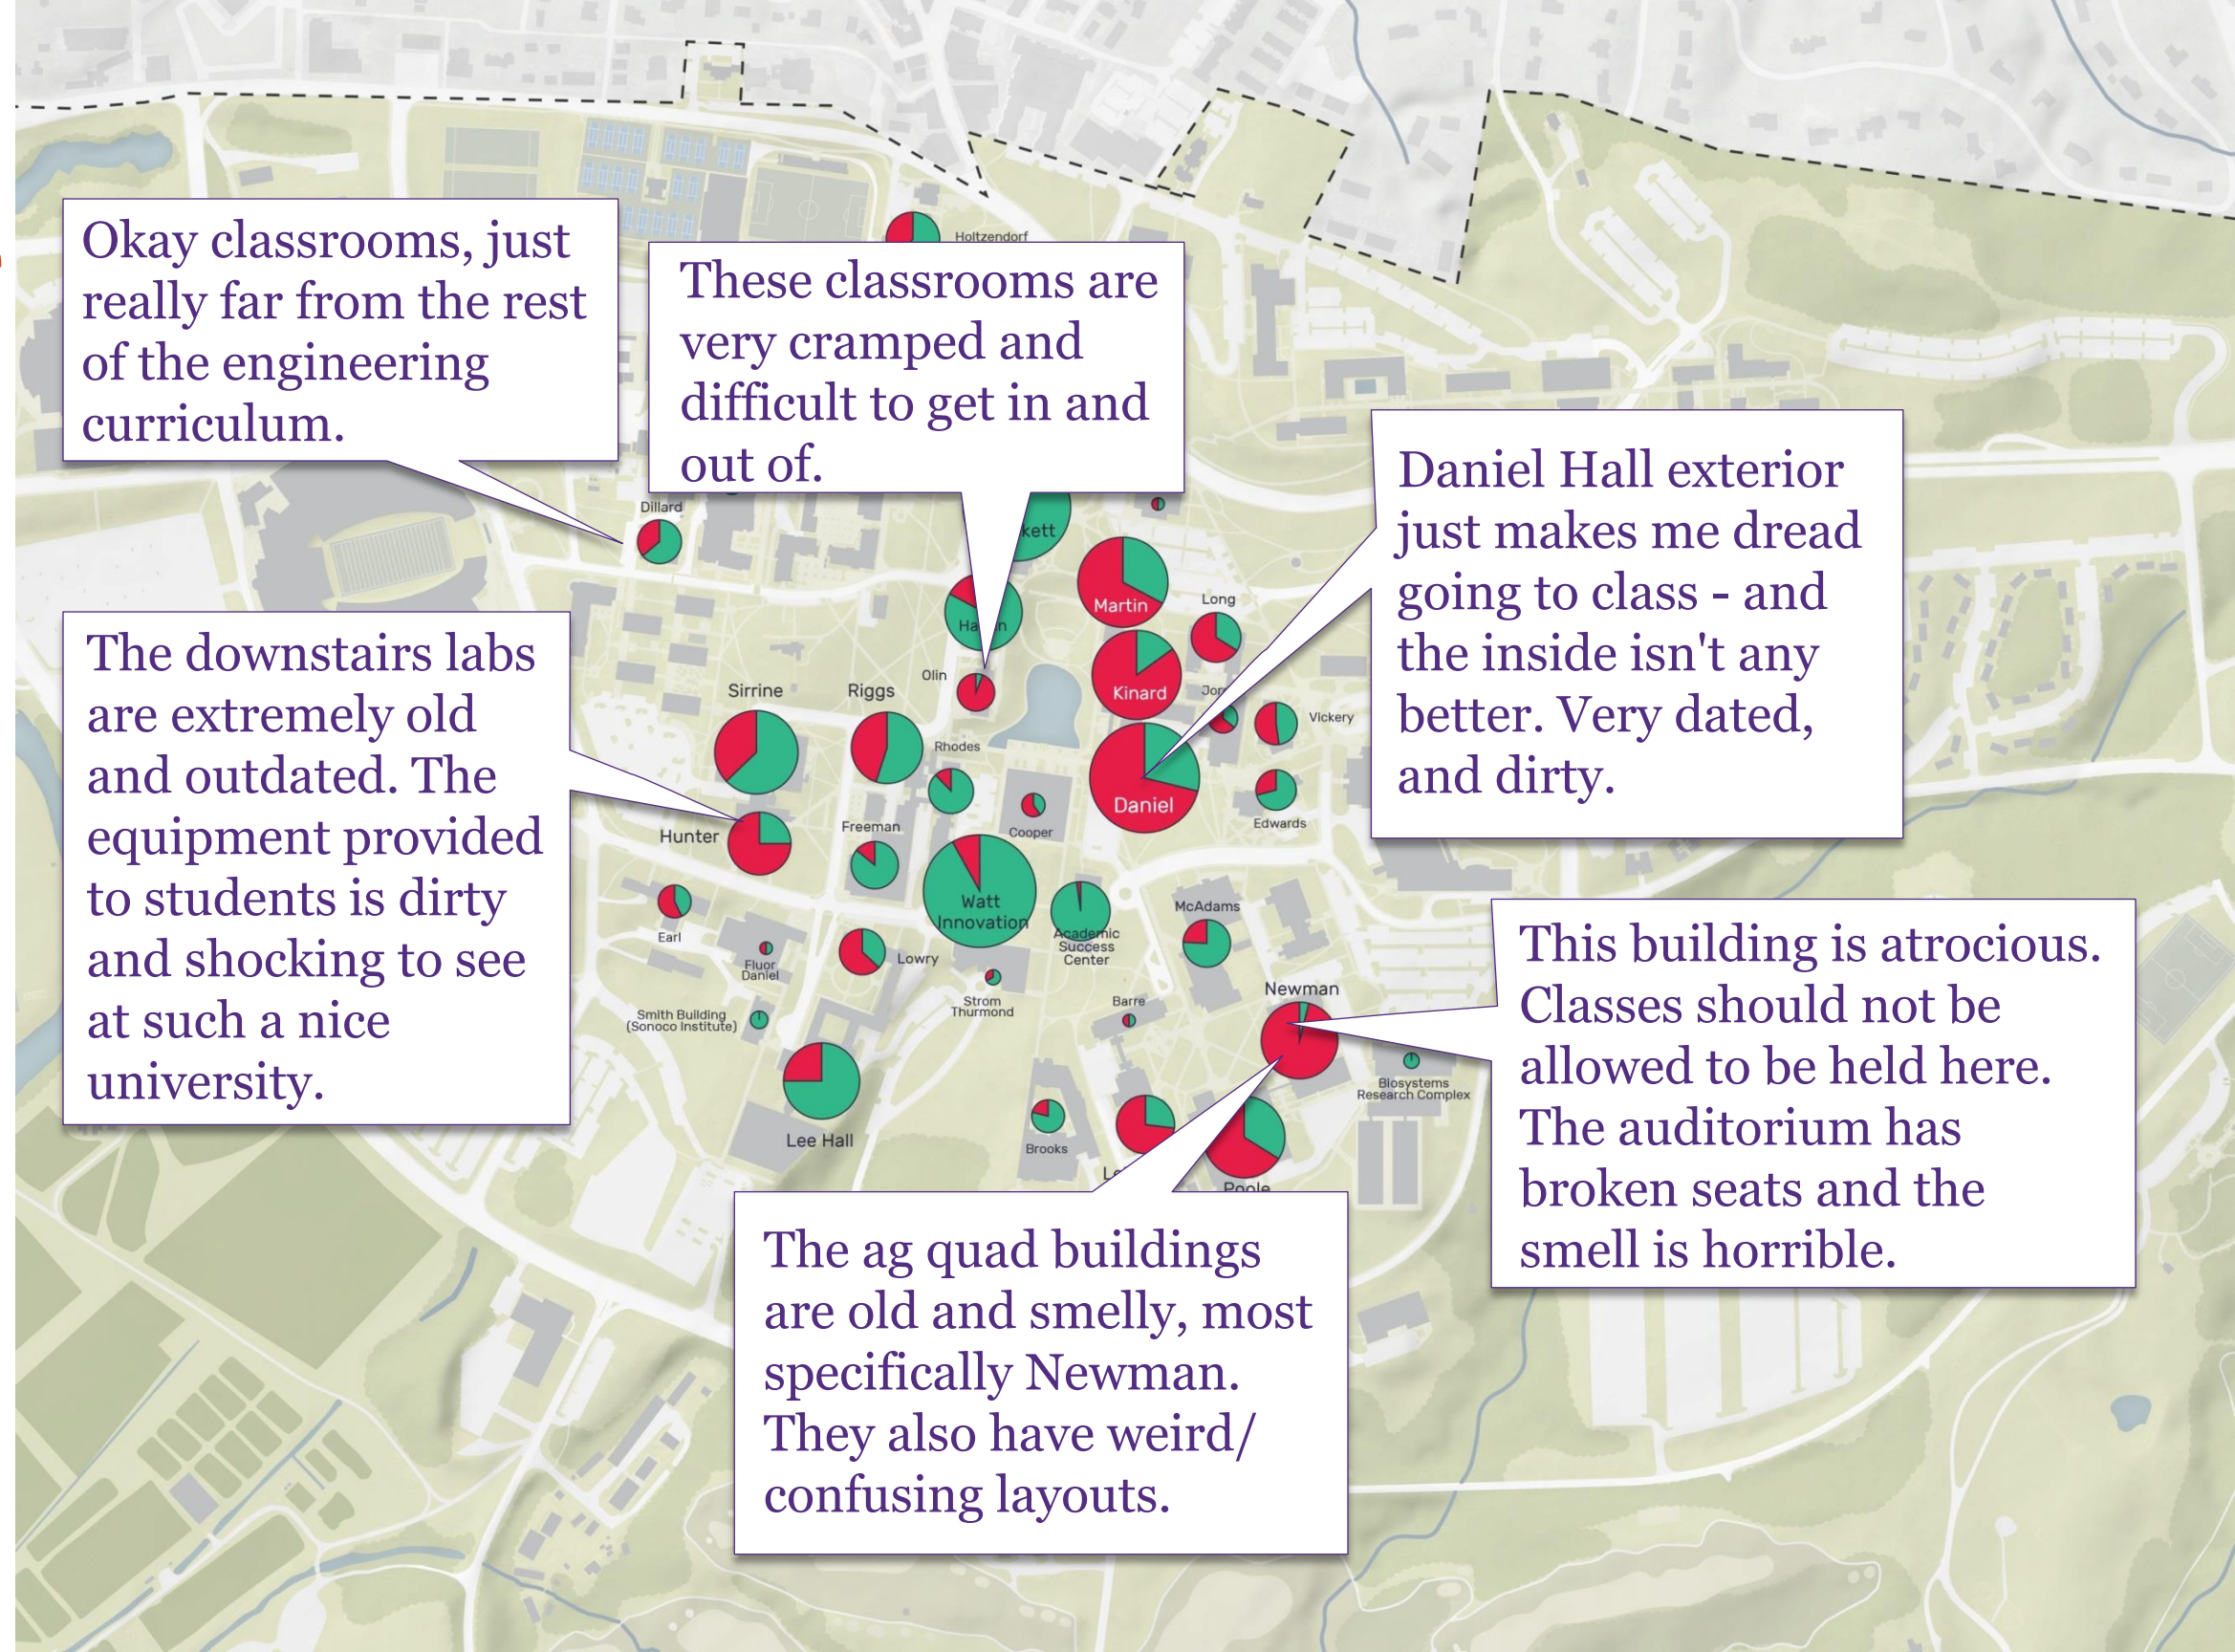 Holtzendorf
Okay classrooms, just
really far from the rest
of the engineering
curriculum.
These classrooms are
very cramped and
difficult to get in and
out of.
Daniel Hall exterior
just makes me dread
going to class - and
the inside isn't any
better. Very dated,
and dirty.
Dillard
kett
Martin
Long
Olin
Kinard
Sirrine
Riggs
Vickery
Rhodes
Daniel
Edwards
Cooper
Hunter
Freeman
The downstairs labs
are extremely old
and outdated. The
equipment provided
to students is dirty
and shocking to see
at such a nice
university.
Watt
Innovation
Academic
Success
Center
McAdams
Earl
Fluor
Daniel
Lowry
Strom
Thurmond
Barre
Newman
Smith Building
(Sonoco Institute)
Biosystems
Research Complex
Lee Hall
Brooks
Poole
This building is atrocious.
Classes should not be
allowed to be held here.
The auditorium has
broken seats and the
smell is horrible.
The ag quad buildings
are old and smelly, most
specifically Newman.
They also have weird/
confusing layouts.